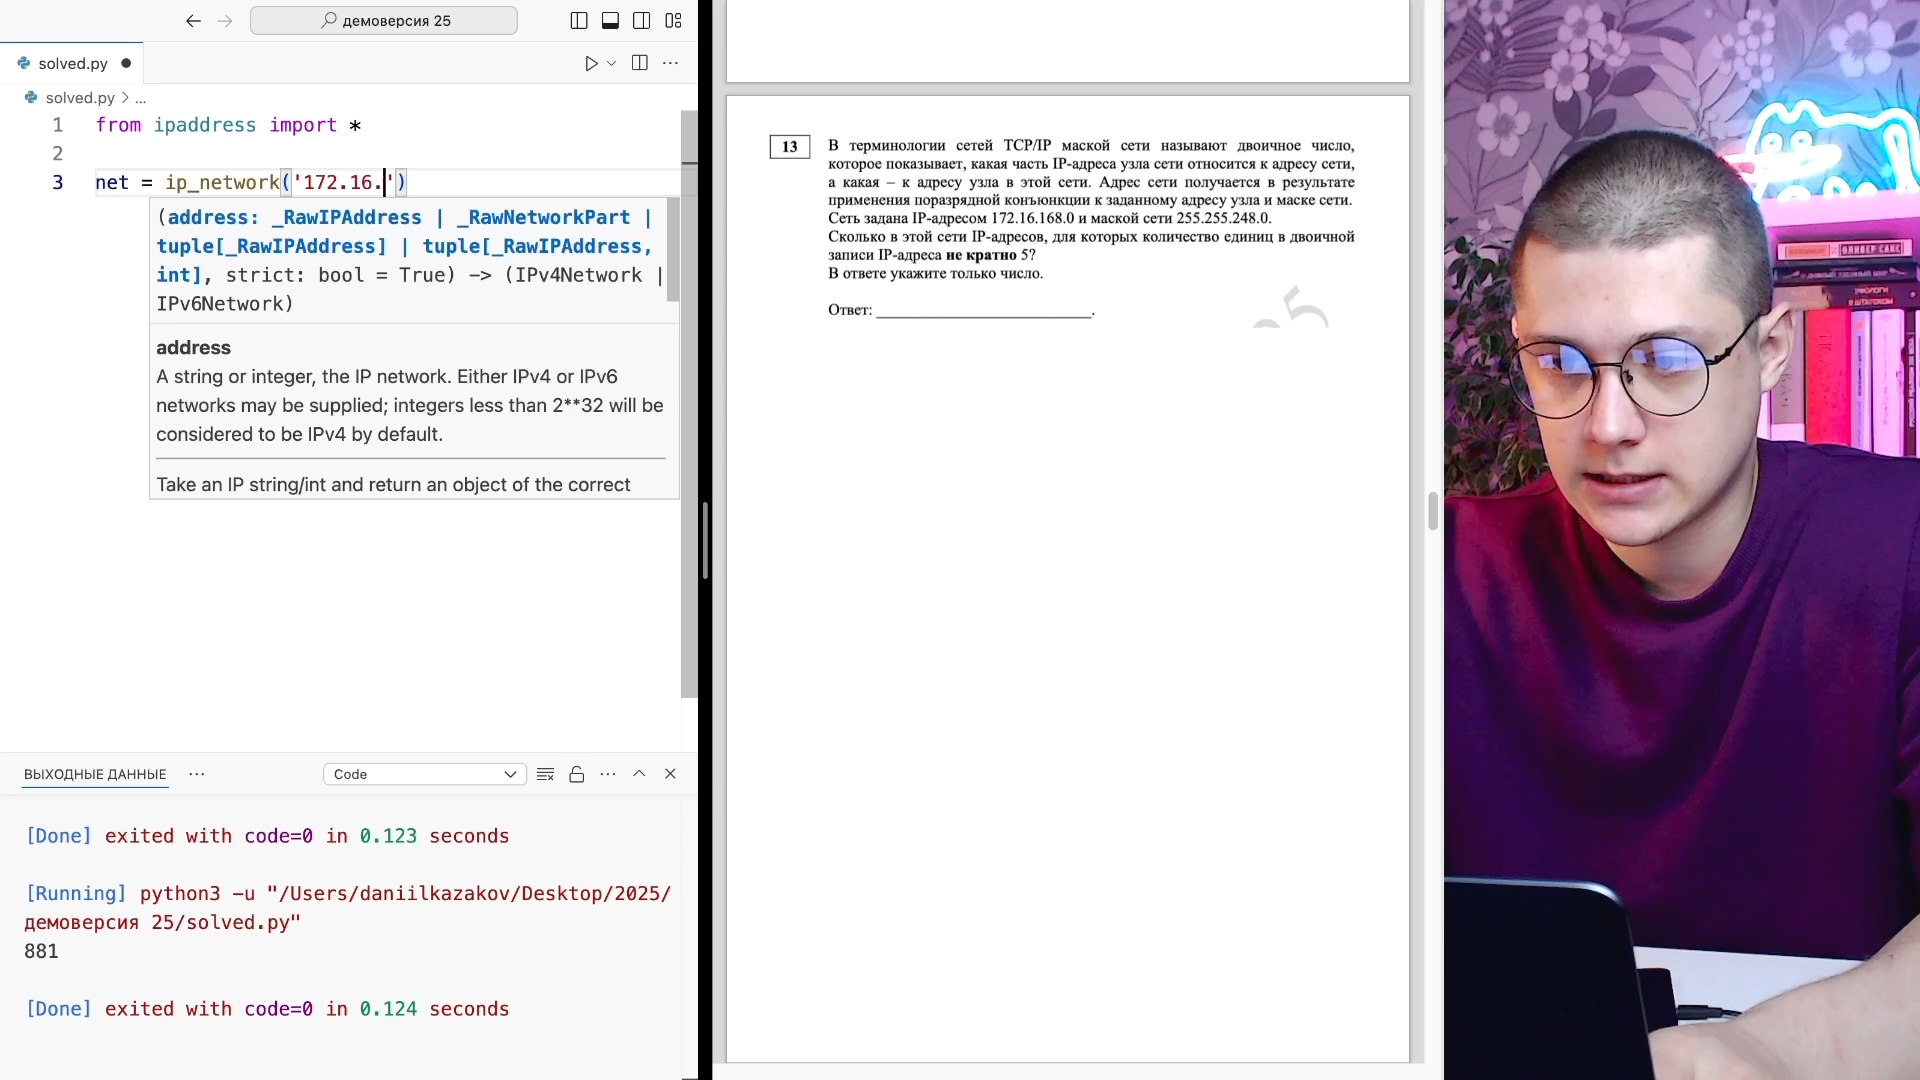 демоверсия 25
solved.py
solved.py > ...
1 from ipaddress import *
2
3 net = ip_network('172.16.')
(address: _RawIPAddress | _RawNetworkPart |
tuple[_RawIPAddress] | tuple[_RawIPAddress,
int], strict: bool = True) -> (IPv4Network |
IPv6Network)
address
A string or integer, the IP network. Either IPv4 or IPv6
networks may be supplied; integers less than 2**32 will be
considered to be IPv4 by default.
Take an IP string/int and return an object of the correct
ВЫХОДНЫЕ ДАННЫЕ
Code
[Done] exited with code=0 in 0.123 seconds
[Running] python3 -u "/Users/daniilkazakov/Desktop/2025/
демоверсия 25/solved.py"
881
[Done] exited with code=0 in 0.124 seconds
13
В терминологии сетей TCP/IP маской сети называют двоичное число,
которое показывает, какая часть IP-адреса узла сети относится к адресу сети,
а какая – к адресу узла в этой сети. Адрес сети получается в результате
применения поразрядной конъюнкции к заданному адресу узла и маске сети.
Сеть задана IP-адресом 172.16.168.0 и маской сети 255.255.248.0.
Сколько в этой сети IP-адресов, для которых количество единиц в двоичной
записи IP-адреса не кратно 5?
В ответе укажите только число.
Ответ: ___________________________.
ОЛИВЕР САКС